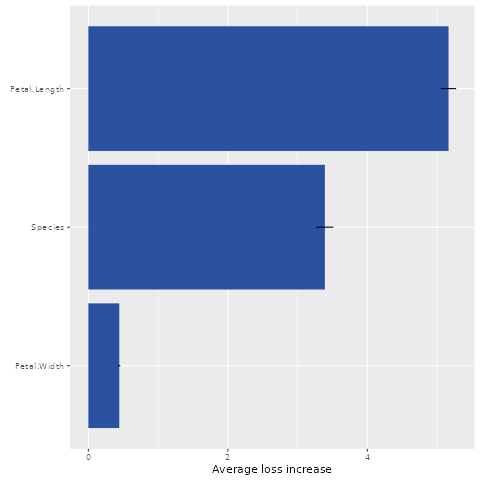 Petal.Length
Species
Petal.Width
0 2 4
Average loss increase